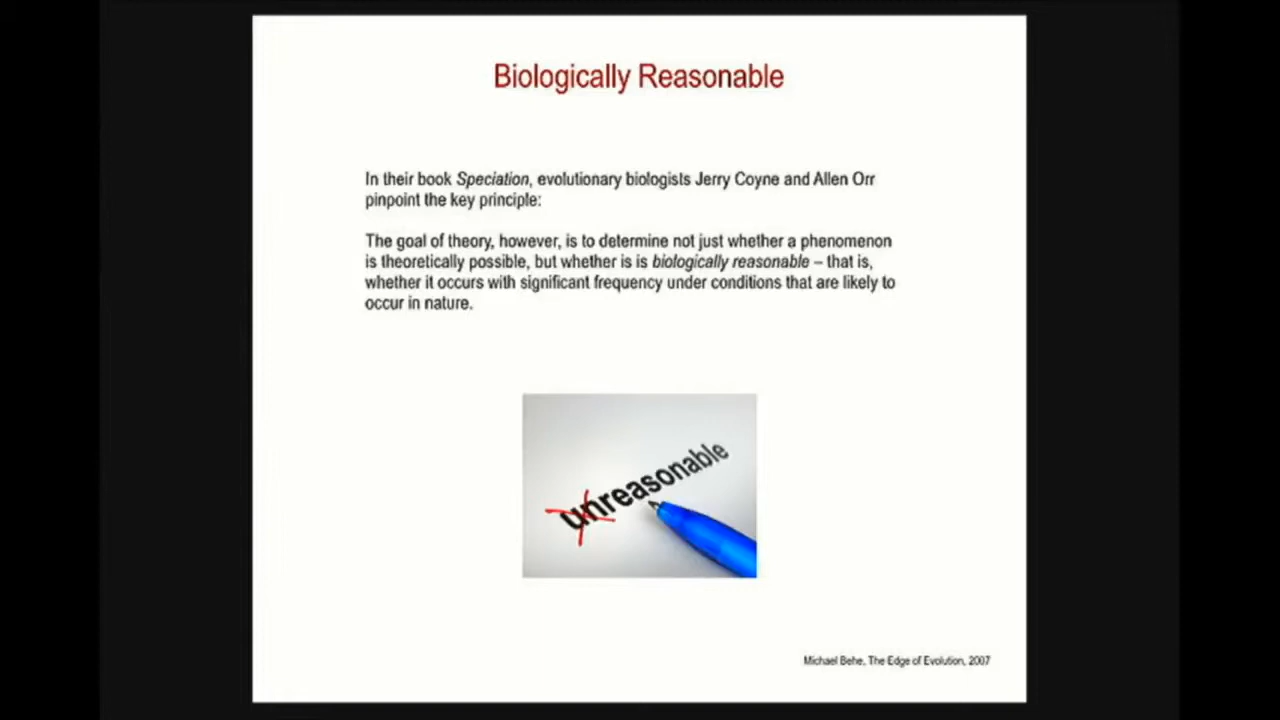 Biologically Reasonable
In their book Speciation, evolutionary biologists Jerry Coyne and Allen Orr
pinpoint the key principle:
The goal of theory, however, is to determine not just whether a phenomenon
is theoretically possible, but whether is is biologically reasonable – that is,
whether it occurs with significant frequency under conditions that are likely to
occur in nature.
unreasonable
Michael Behe, The Edge of Evolution, 2007